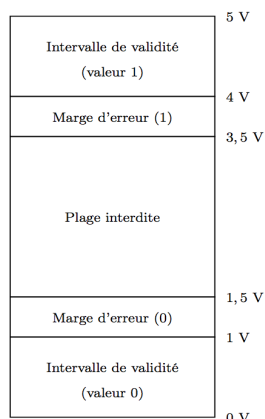 5 V
Intervalle de validité
(valeur 1)
4 V
Marge d'erreur (1)
3,5 V
Plage interdite
1,5 V
Marge d'erreur (0)
1 V
Intervalle de validité
(valeur 0)
0 V